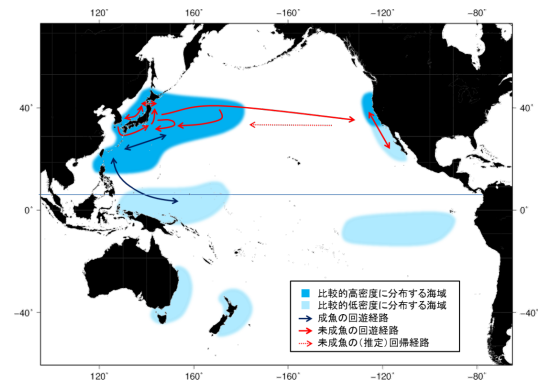 120° 160° −160° −120° −80°
40° 40°
0° 0°
−40° −40°
比較的高密度に分布する海域
比較的低密度に分布する海域
成魚の回遊経路
未成魚の回遊経路
未成魚の(推定)回帰経路
120° 160° −160° −120° −80°